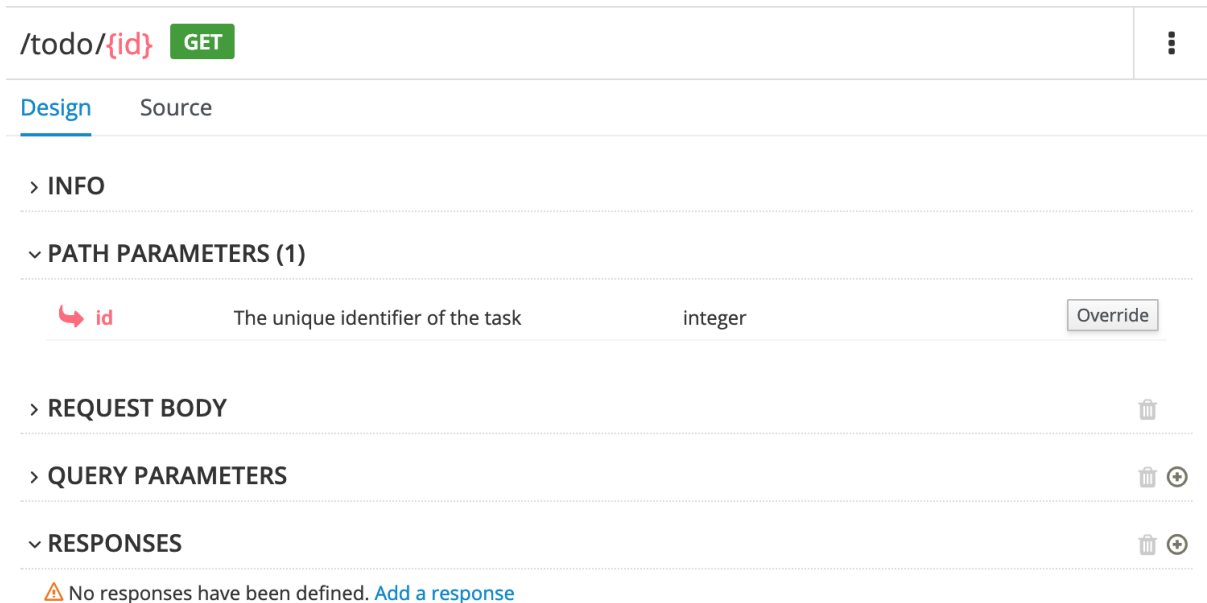 /todo/{id} GET
Design Source
INFO
PATH PARAMETERS (1)
id The unique identifier of the task integer Override
REQUEST BODY
QUERY PARAMETERS
RESPONSES
No responses have been defined. Add a response